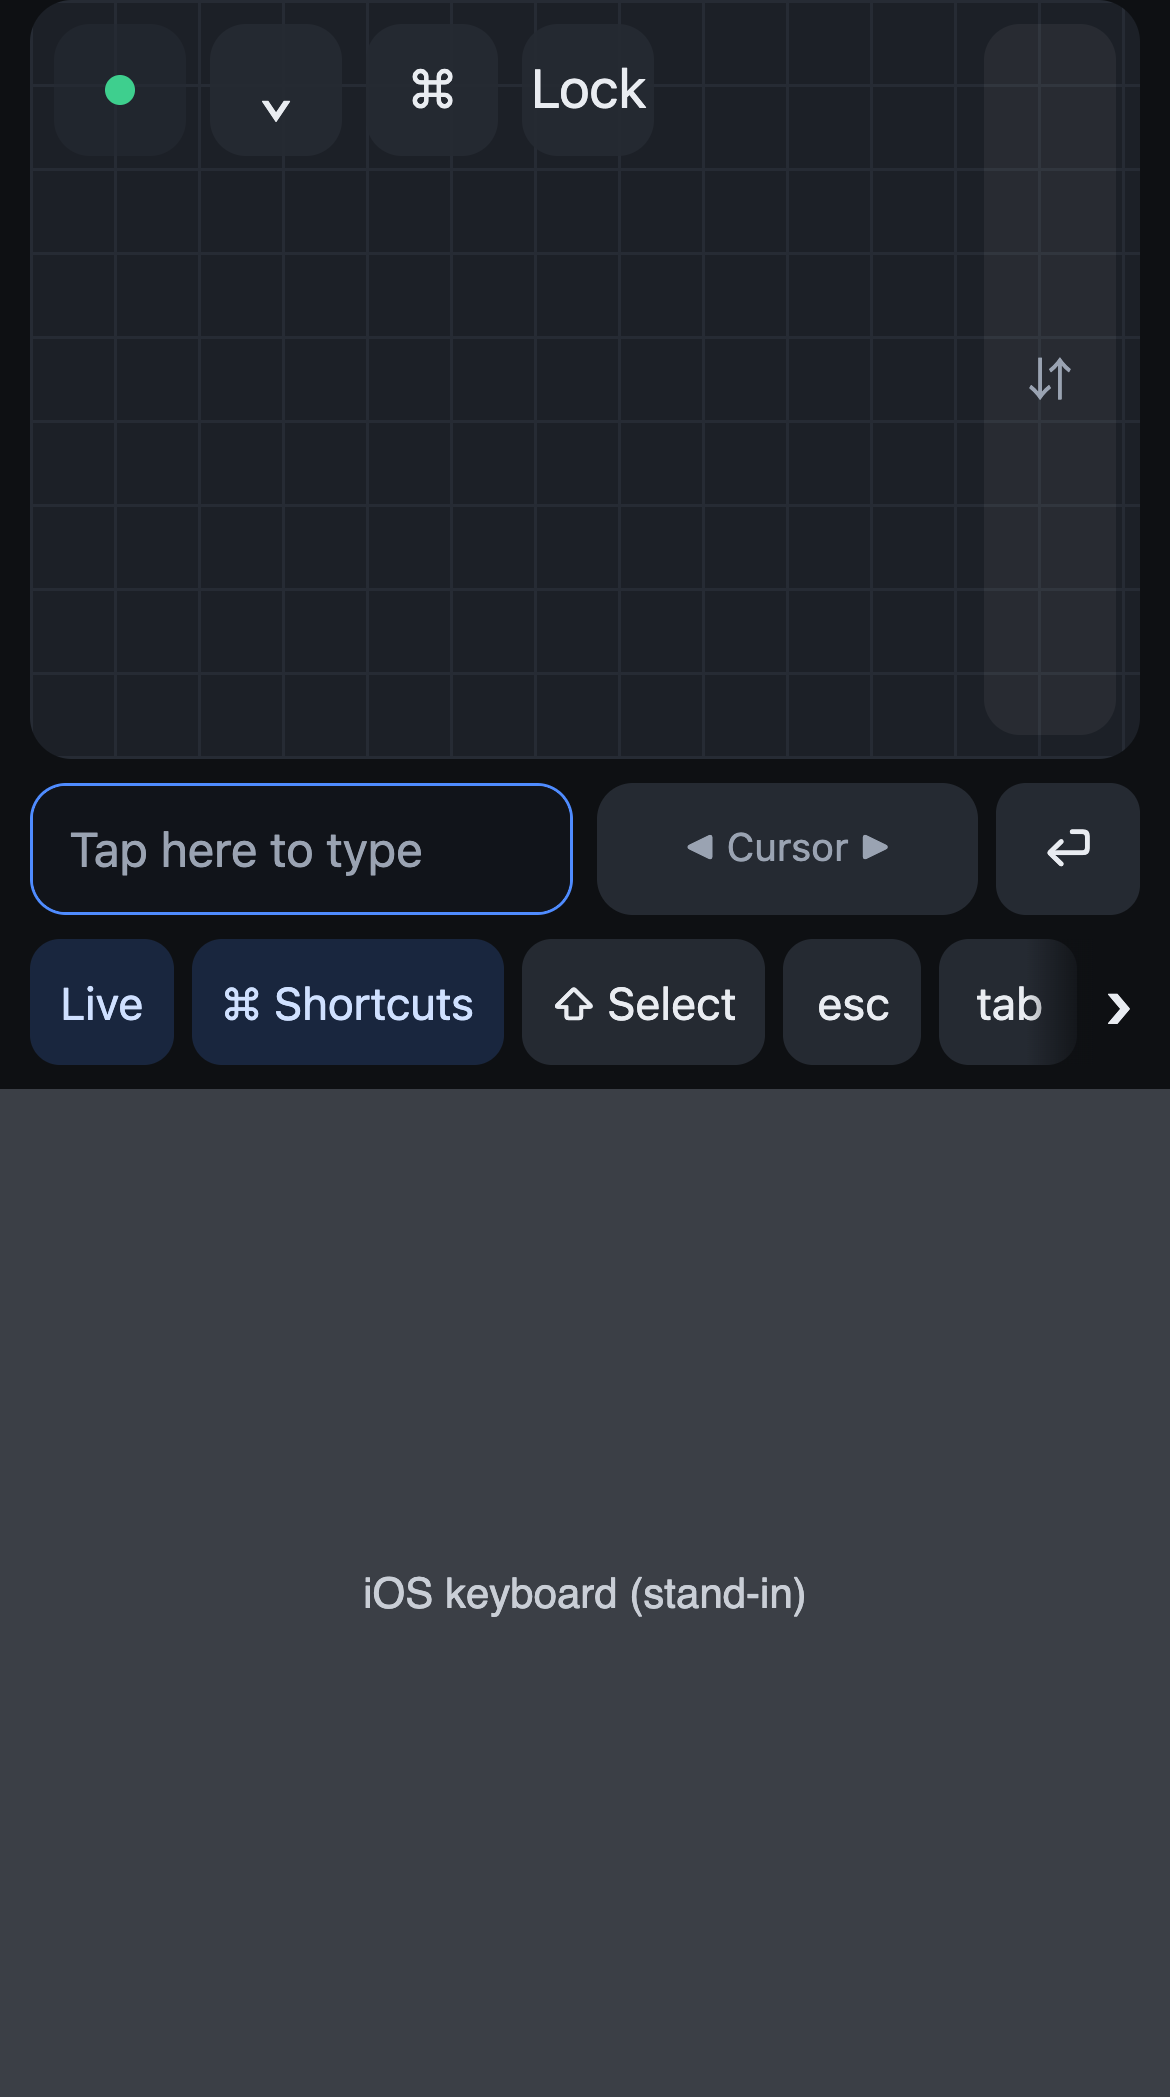 ⌘ Lock
Tap here to type ◀ Cursor ▶
Live ⌘ Shortcuts ⇧ Select esc tab ›
iOS keyboard (stand-in)